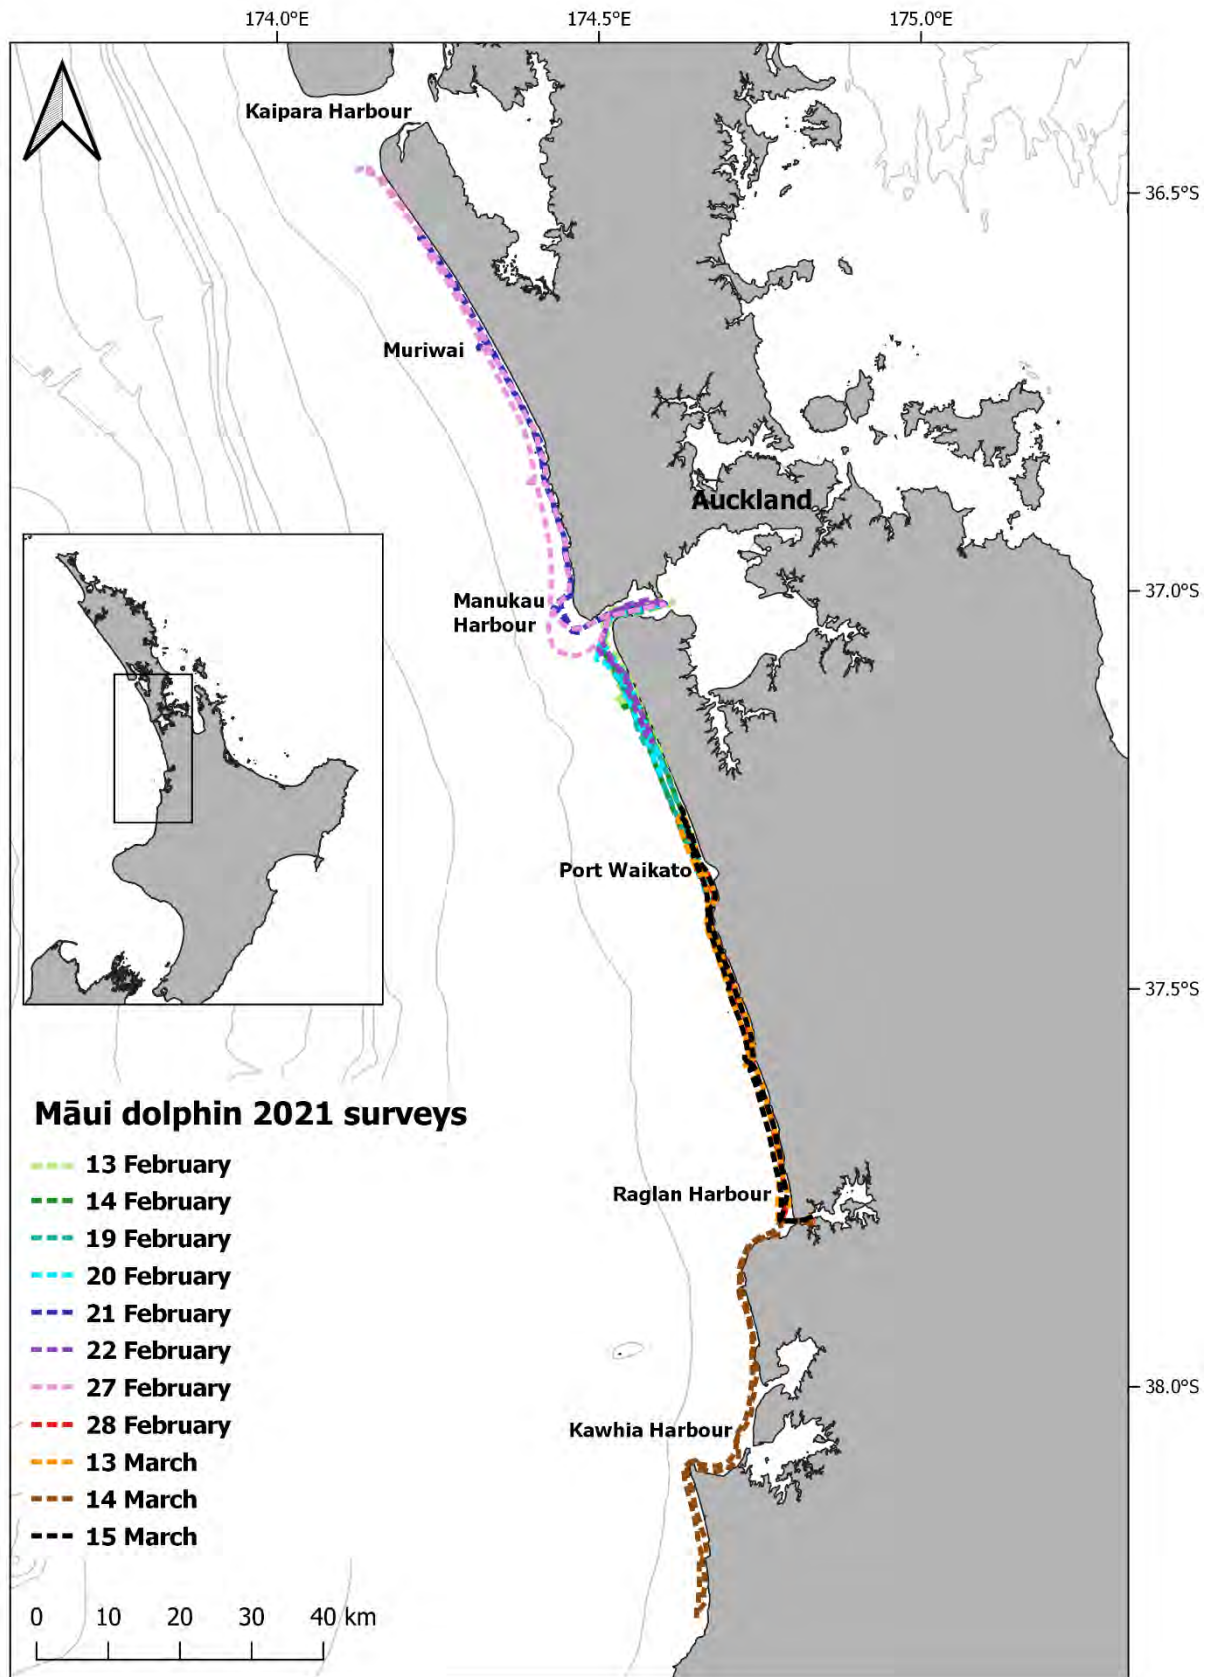 174.0°E
174.5°E
175.0°E
Kaipara Harbour
36.5°S
Muriwai
Auckland
Manukau
Harbour
37.0°S
Port Waikato
37.5°S
Māui dolphin 2021 surveys
13 February
14 February
19 February
20 February
21 February
22 February
27 February
28 February
13 March
14 March
15 March
Raglan Harbour
38.0°S
Kawhia Harbour
0 10 20 30 40 km